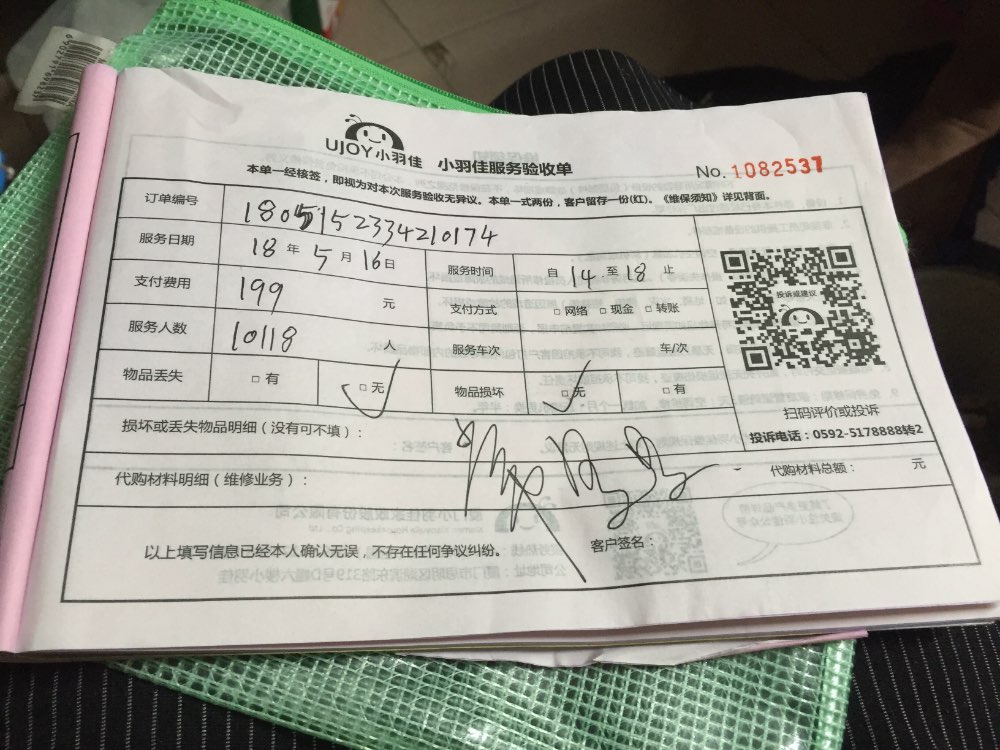 UJOY小羽佳 小羽佳服务验收单
No. 1082537
本单一经核签，即视为对本次服务验收无异议。本单一式两份，客户留存一份(红)。《维保须知》详见背面。
订单编号 1805152334210174
服务日期 18 年 5 月 16 日 服务时间 自 14 至 18 止
支付费用 199 元 支付方式 □ 网络 □ 现金 □ 转账
服务人数 10118 人 服务车次 车/次
物品丢失 □ 有 □ 无 物品损坏 □ 无 □ 有
投诉或建议
扫码评价或投诉
投诉电话：0592-5178888转2
损坏或丢失物品明细（没有可不填）：
代购材料明细（维修业务）： 代购材料总额： 元
以上填写信息已经本人确认无误，不存在任何争议纠纷。 客户签名：